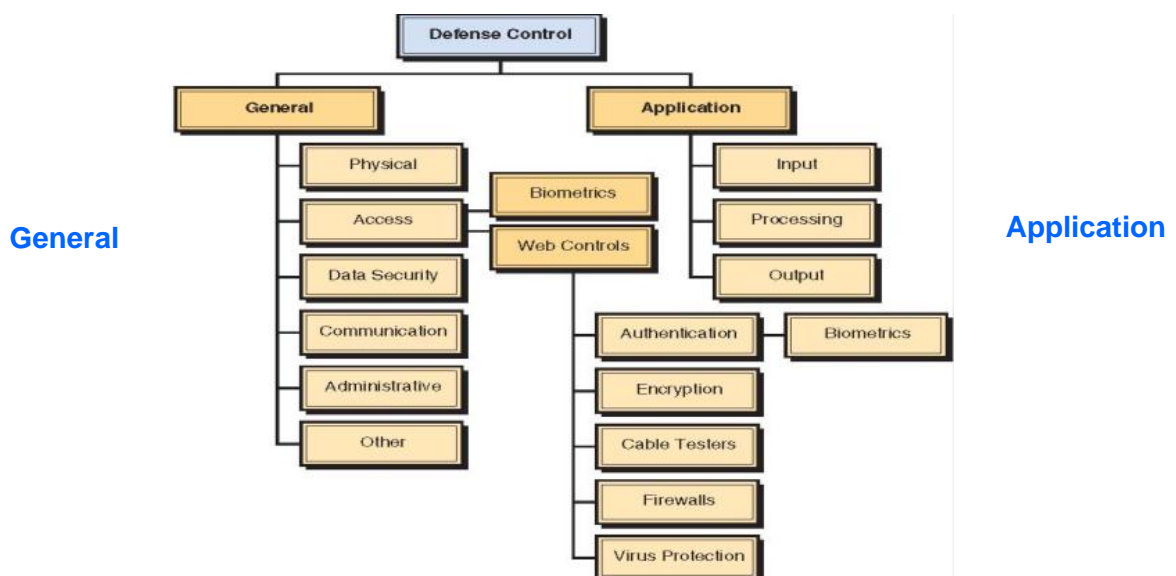 Defense Control
General
Application
Physical
Input
Biometrics
Access
Processing
General
Web Controls
Application
Data Security
Output
Communication
Authentication
Biometrics
Administrative
Encryption
Other
Cable Testers
Firewalls
Virus Protection